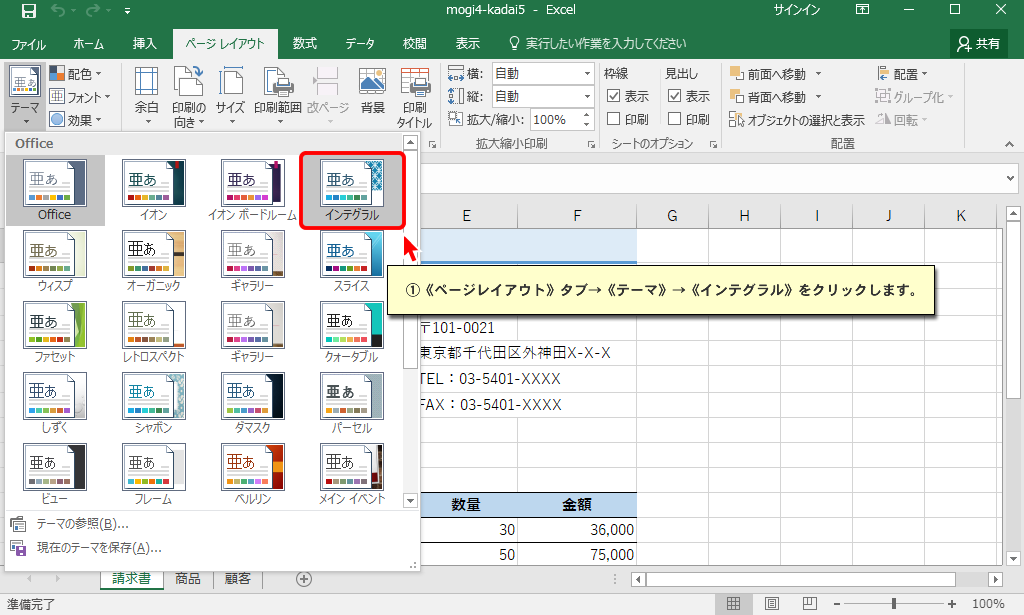 mogi4-kadai5 - Excel
サインイン
ファイル ホーム 挿入 ページ レイアウト 数式 データ 校閲 表示 実行したい作業を入力してください 共有
テーマ
配色
フォント
効果
余白
印刷の
向き
サイズ
印刷範囲
改ページ
背景
印刷
タイトル
横: 自動
縦: 自動
拡大/縮小: 100%
拡大縮小印刷
枠線
表示
印刷
見出し
表示
印刷
シートのオプション
前面へ移動
背面へ移動
オブジェクトの選択と表示
配置
グループ化
回転
配置
Office
亜あ 亜あ 亜あ 亜あ
Office イオン イオン ボードルーム インテグラル
亜あ 亜あ 亜あ 亜あ
ウィスプ オーガニック ギャラリー スライス
亜あ 亜あ 亜あ 亜あ
ファセット レトロスペクト ギャラリー クォータブル
亜あ 亜あ 亜あ 亜あ
しずく シャボン ダマスク パーセル
亜あ 亜あ 亜あ 亜あ
ビュー フレーム ベルリン メイン イベント
テーマの参照(B)...
現在のテーマを保存(A)...
E F G H I J K
①《ページレイアウト》タブ→《テーマ》→《インテグラル》をクリックします。
〒101-0021
東京都千代田区外神田X-X-X
TEL：03-5401-XXXX
FAX：03-5401-XXXX
数量 金額
30 36,000
50 75,000
請求書 商品 顧客
準備完了
100%